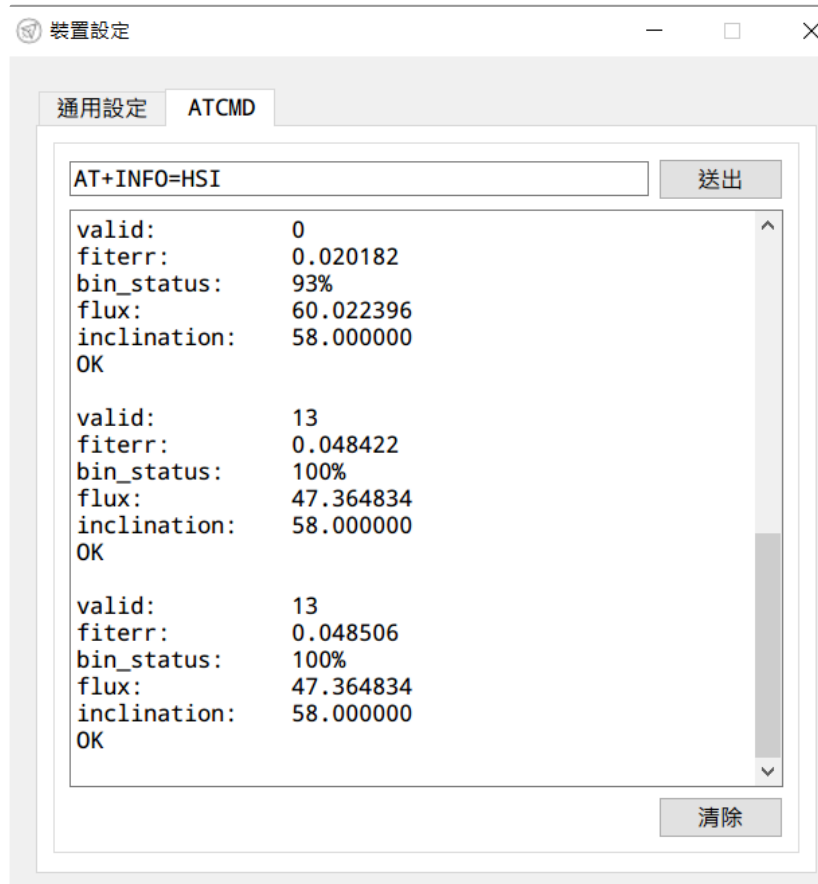 裝置設定
通用設定 ATCMD
AT+INFO=HSI 送出
valid: 0
fiterr: 0.020182
bin_status: 93%
flux: 60.022396
inclination: 58.000000
OK
valid: 13
fiterr: 0.048422
bin_status: 100%
flux: 47.364834
inclination: 58.000000
OK
valid: 13
fiterr: 0.048506
bin_status: 100%
flux: 47.364834
inclination: 58.000000
OK
清除